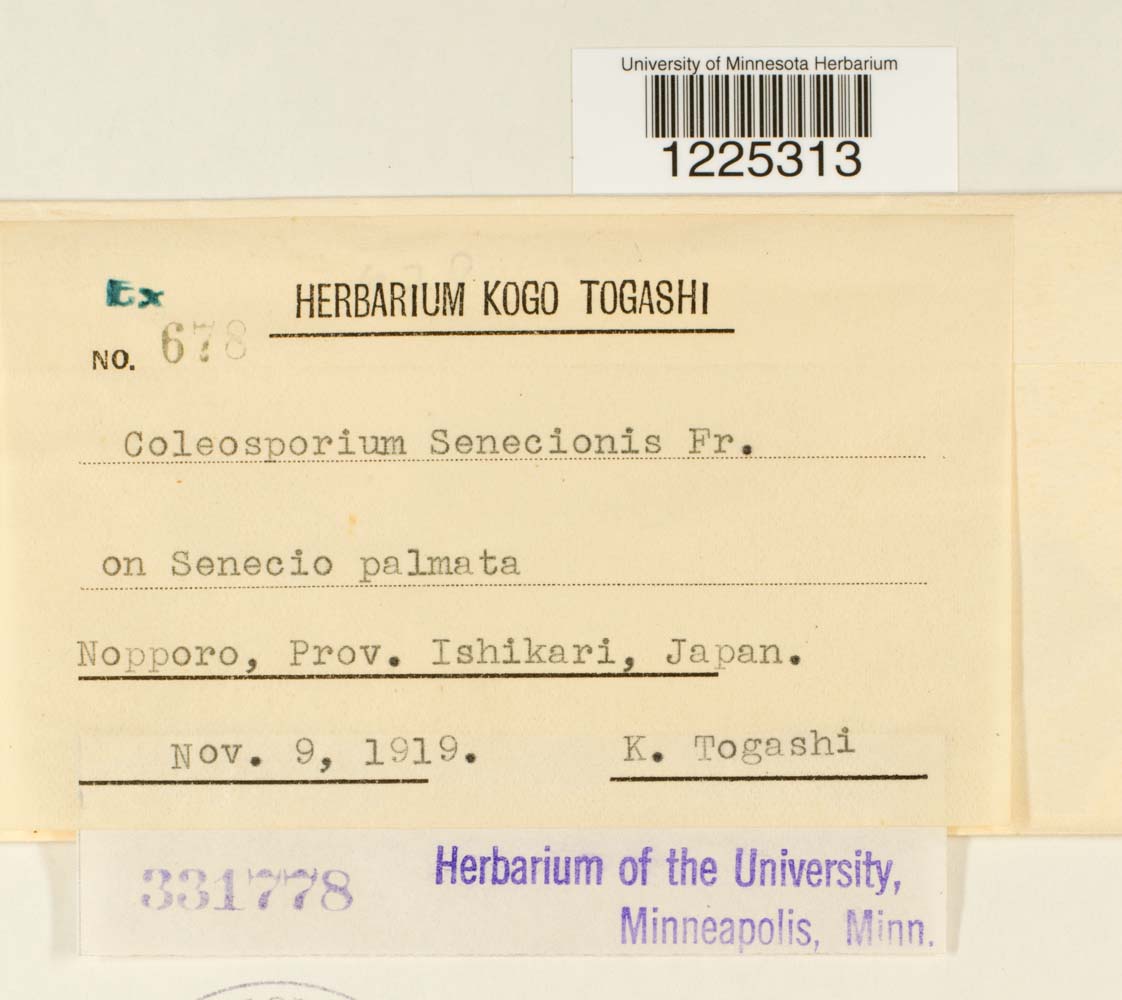 University of Minnesota Herbarium
1225313
Ex
HERBARIUM KOGO TOGASHI
NO. 678
Coleosporium Senecionis Fr.
on Senecio palmata
Nopporo, Prov. Ishikari, Japan.
Nov. 9, 1919. K. Togashi
331778
Herbarium of the University,
Minneapolis, Minn.